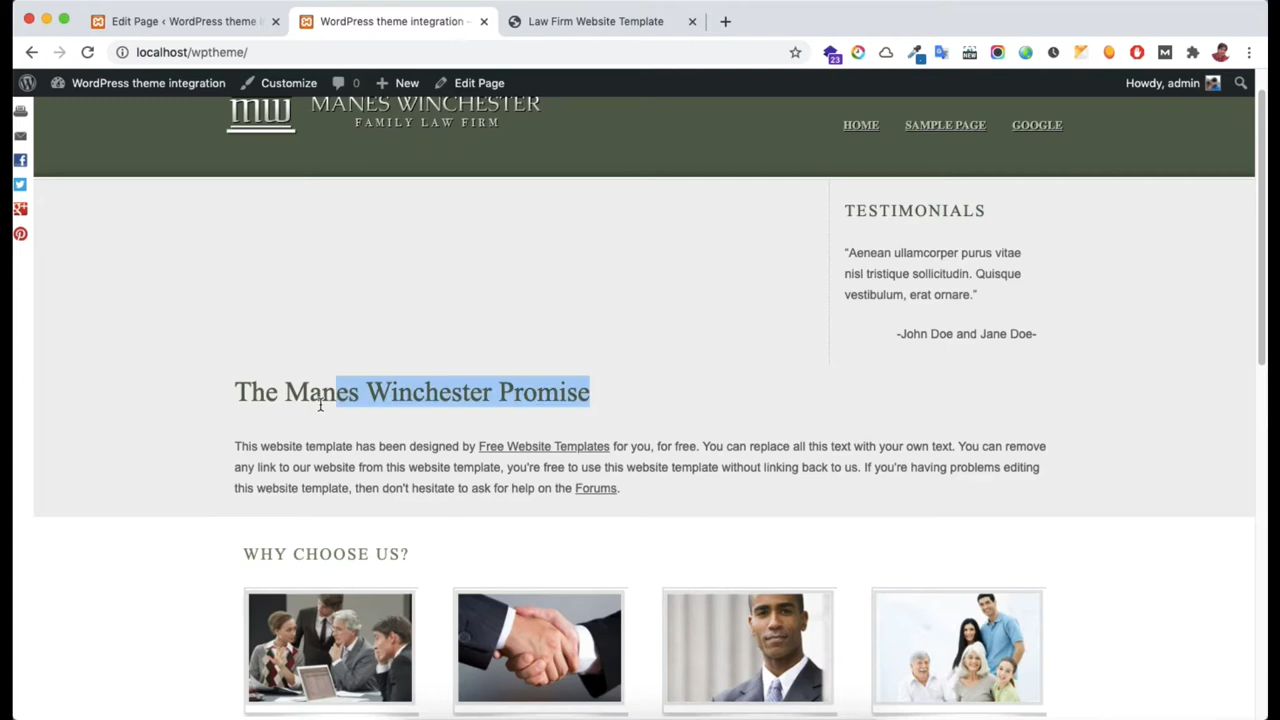 Edit Page ‹ WordPress theme i
WordPress theme integration –
Law Firm Website Template
localhost/wptheme/
23
NEW
WordPress theme integration
Customize
0
New
Edit Page
Howdy, admin
mw
MANES WINCHESTER
FAMILY LAW FIRM
HOME
SAMPLE PAGE
GOOGLE
TESTIMONIALS
“Aenean ullamcorper purus vitae
nisl tristique sollicitudin. Quisque
vestibulum, erat ornare.”
-John Doe and Jane Doe-
The Manes Winchester Promise
This website template has been designed by Free Website Templates for you, for free. You can replace all this text with your own text. You can remove
any link to our website from this website template, you're free to use this website template without linking back to us. If you're having problems editing
this website template, then don't hesitate to ask for help on the Forums.
WHY CHOOSE US?